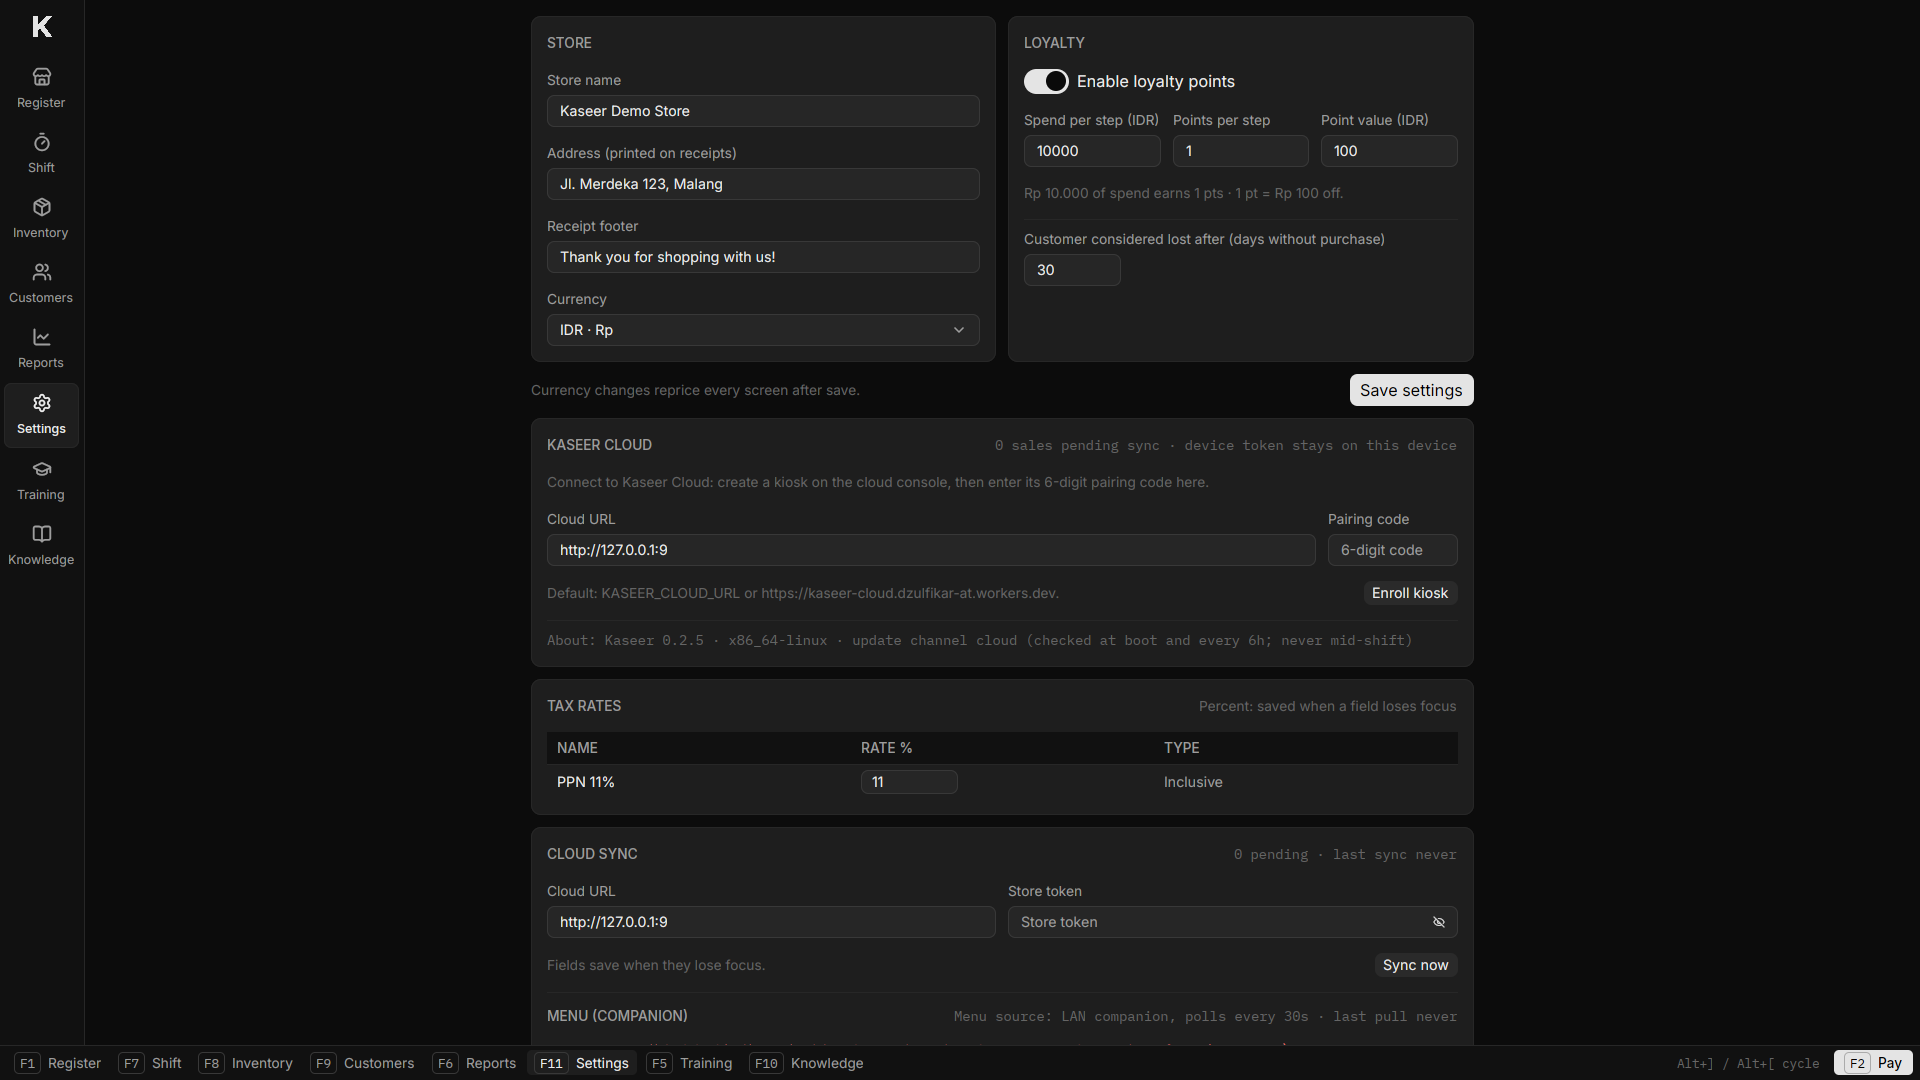 K
Register
Shift
Inventory
Customers
Reports
Settings
Training
Knowledge
STORE
Store name
Kaseer Demo Store
Address (printed on receipts)
Jl. Merdeka 123, Malang
Receipt footer
Thank you for shopping with us!
Currency
IDR · Rp
LOYALTY
Enable loyalty points
Spend per step (IDR) Points per step Point value (IDR)
10000 1 100
Rp 10.000 of spend earns 1 pts · 1 pt = Rp 100 off.
Customer considered lost after (days without purchase)
30
Currency changes reprice every screen after save. Save settings
KASEER CLOUD 0 sales pending sync · device token stays on this device
Connect to Kaseer Cloud: create a kiosk on the cloud console, then enter its 6-digit pairing code here.
Cloud URL Pairing code
http://127.0.0.1:9 6-digit code
Default: KASEER_CLOUD_URL or https://kaseer-cloud.dzulfikar-at.workers.dev. Enroll kiosk
About: Kaseer 0.2.5 · x86_64-linux · update channel cloud (checked at boot and every 6h; never mid-shift)
TAX RATES Percent: saved when a field loses focus
NAME RATE % TYPE
PPN 11% 11 Inclusive
CLOUD SYNC 0 pending · last sync never
Cloud URL Store token
http://127.0.0.1:9 Store token
Fields save when they lose focus. Sync now
MENU (COMPANION) Menu source: LAN companion, polls every 30s · last pull never
F1 Register F7 Shift F8 Inventory F9 Customers F6 Reports F11 Settings F5 Training F10 Knowledge Alt+] / Alt+[ cycle F2 Pay